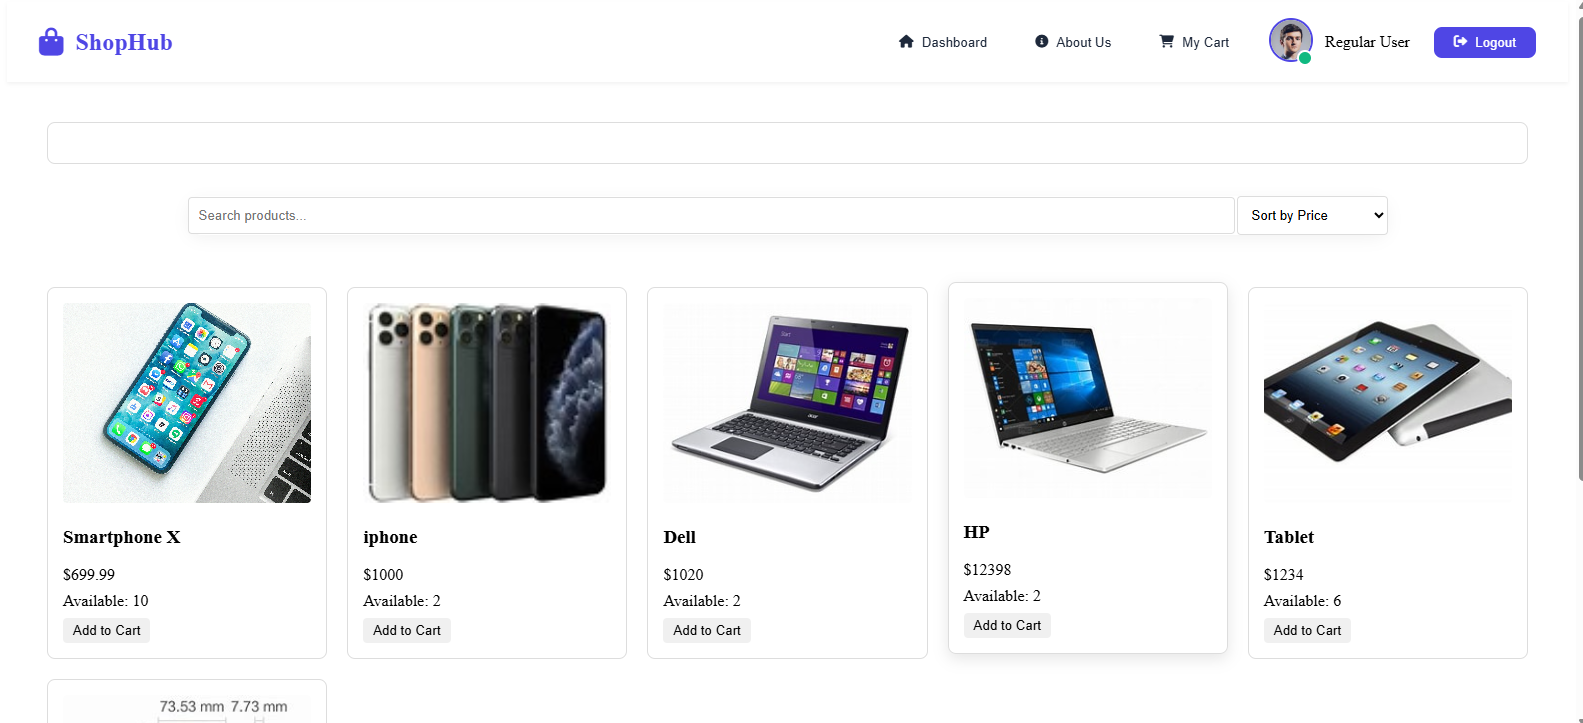 ShopHub
Dashboard
About Us
My Cart
Regular User
Logout
Search products...
Sort by Price
Smartphone X
$699.99
Available: 10
Add to Cart
iphone
$1000
Available: 2
Add to Cart
Dell
$1020
Available: 2
Add to Cart
HP
$12398
Available: 2
Add to Cart
Tablet
$1234
Available: 6
Add to Cart
73.53 mm 7.73 mm